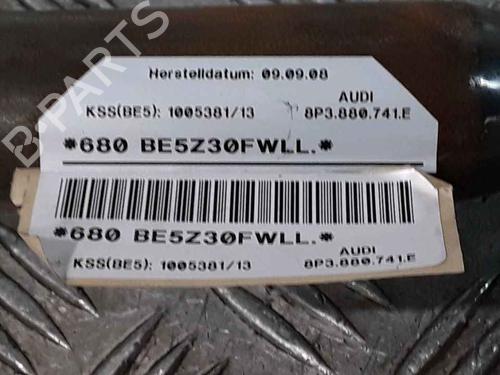 Herstelldatum: 09.09.08
AUDI
KSS(BE5): 1005381/13
8P3.880.741.E
*680 BE5Z30FWLL.*
*680 BE5Z30FWLL.*
AUDI
KSS(BE5): 1005381/13
8P3.880.741.E
B-PARTS